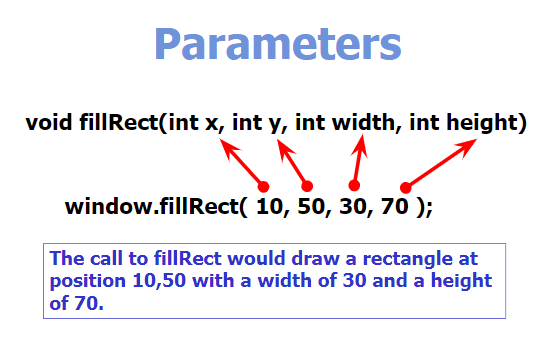 Parameters
void fillRect(int x, int y, int width, int height)
window.fillRect( 10, 50, 30, 70 );
The call to fillRect would draw a rectangle at
position 10,50 with a width of 30 and a height
of 70.